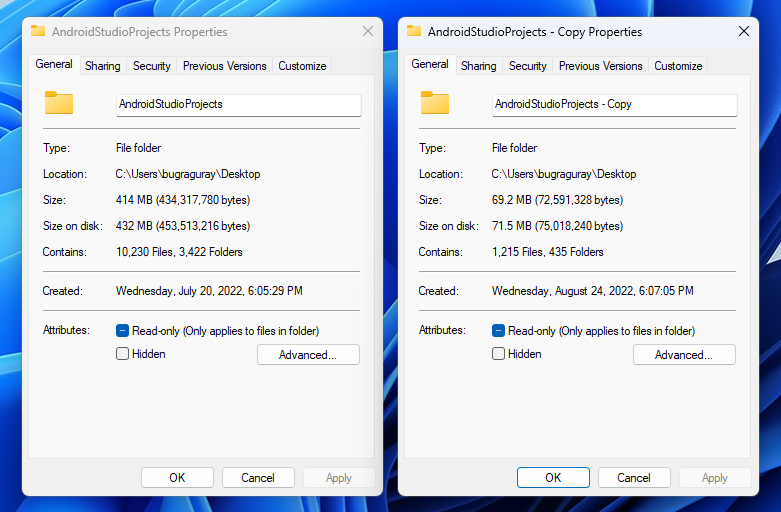 AndroidStudioProjects Properties
General Sharing Security Previous Versions Customize
AndroidStudioProjects
Type: File folder
Location: C:\Users\bugraguray\Desktop
Size: 414 MB (434,317,780 bytes)
Size on disk: 432 MB (453,513,216 bytes)
Contains: 10,230 Files, 3,422 Folders
Created: Wednesday, July 20, 2022, 6:05:29 PM
Attributes: Read-only (Only applies to files in folder)
Hidden Advanced...
OK Cancel Apply
AndroidStudioProjects - Copy Properties
General Sharing Security Previous Versions Customize
AndroidStudioProjects - Copy
Type: File folder
Location: C:\Users\bugraguray\Desktop
Size: 69.2 MB (72,591,328 bytes)
Size on disk: 71.5 MB (75,018,240 bytes)
Contains: 1,215 Files, 435 Folders
Created: Wednesday, August 24, 2022, 6:07:05 PM
Attributes: Read-only (Only applies to files in folder)
Hidden Advanced...
OK Cancel Apply